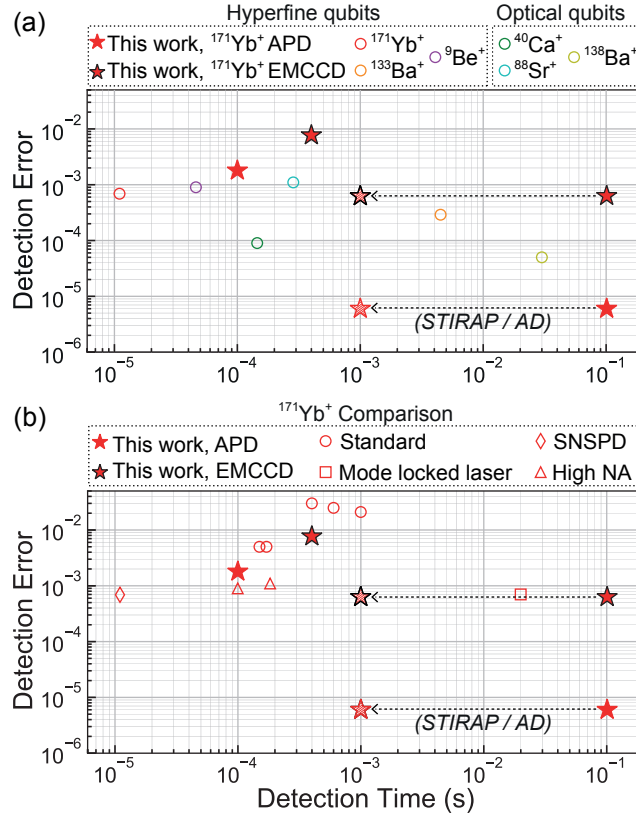 (a)
Hyperfine qubits
Optical qubits
This work, ¹⁷¹Yb⁺ APD
¹⁷¹Yb⁺
⁹Be⁺
⁴⁰Ca⁺
¹³⁸Ba⁺
This work, ¹⁷¹Yb⁺ EMCCD
¹³³Ba⁺
⁸⁸Sr⁺
Detection Error
10⁻²
10⁻³
10⁻⁴
10⁻⁵
10⁻⁶
(STIRAP / AD)
10⁻⁵ 10⁻⁴ 10⁻³ 10⁻² 10⁻¹
(b)
¹⁷¹Yb⁺ Comparison
This work, APD
Standard
SNSPD
This work, EMCCD
Mode locked laser
High NA
Detection Error
10⁻²
10⁻³
10⁻⁴
10⁻⁵
10⁻⁶
(STIRAP / AD)
10⁻⁵ 10⁻⁴ 10⁻³ 10⁻² 10⁻¹
Detection Time (s)